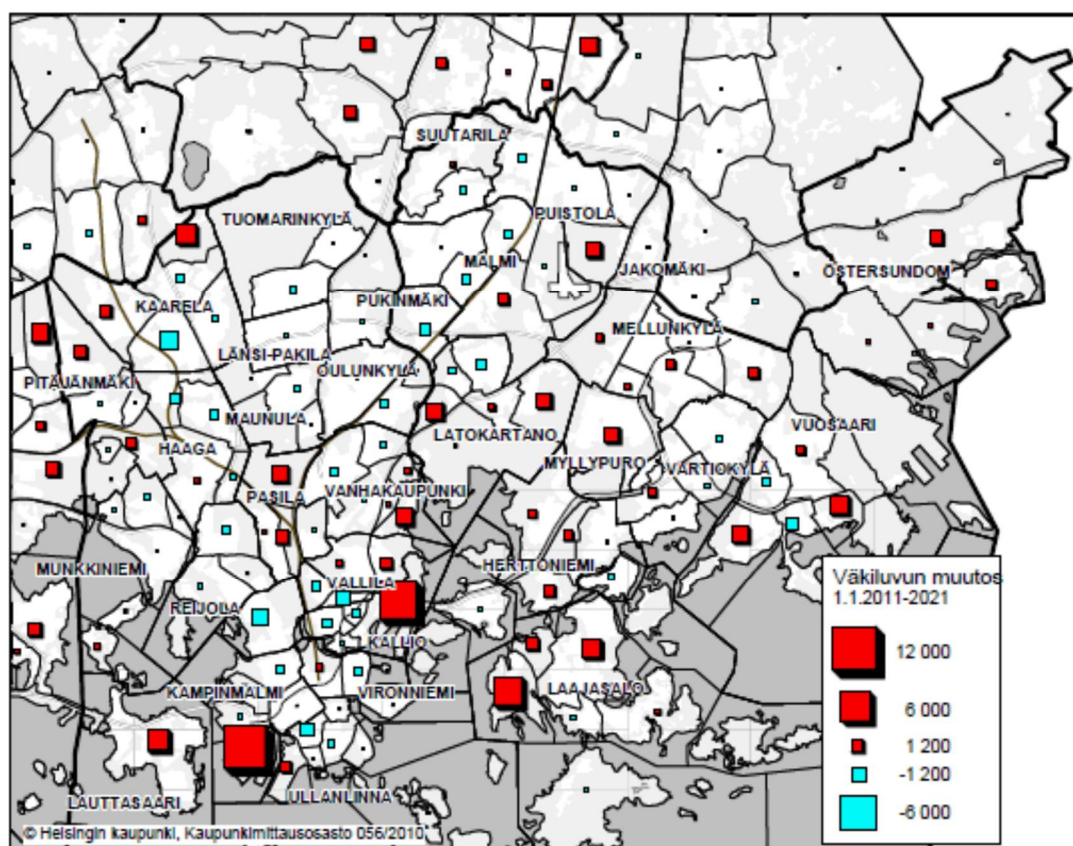 SUUTARILA
TUOMARINKYLÄ
PUISTOLA
MALMI
JAKOMÄKI
ÖSTERSUNDOM
KAARELA
PUKINMÄKI
MELLUNKYLÄ
LÄNSI-PAKILA
OULUNKYLÄ
PITÄJÄNMÄKI
MAUNULA
LATOKARTANO
VUOSAARI
HAAGA
MYLLYPURO
VARTIOKYLÄ
PASILA
VANHAKAUPUNKI
MUNKKINIEMI
HERTTONIEMI
VALLILA
REIJOLA
KALLIO
KAMPINMALMI
VIRONNIEMI
LAAJASALO
LAUTTASAARI
ULLANLINNA
Väkiluvun muutos
1.1.2011-2021
12 000
6 000
1 200
-1 200
-6 000
© Helsingin kaupunki, Kaupunkimittausosasto 056/2010